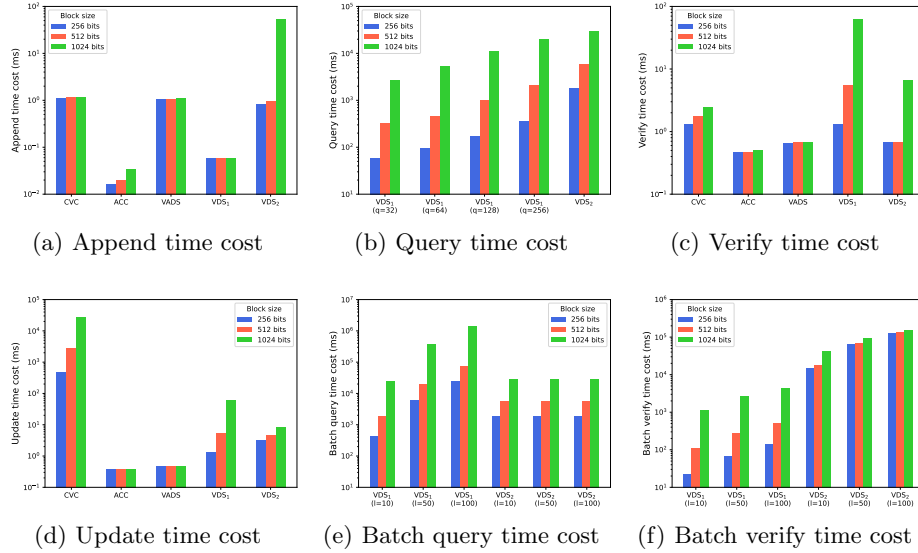 10²
10¹
10⁰
10⁻¹
10⁻²
Append time cost (ms)
Block size
256 bits
512 bits
1024 bits
CVC ACC VADS VDS₁ VDS₂
(a) Append time cost
10⁵
10⁴
10³
10²
10¹
Query time cost (ms)
Block size
256 bits
512 bits
1024 bits
VDS₁ VDS₁ VDS₁ VDS₁ VDS₂
(q=32) (q=64) (q=128) (q=256)
(b) Query time cost
10²
10¹
10⁰
10⁻¹
Verify time cost (ms)
Block size
256 bits
512 bits
1024 bits
CVC ACC VADS VDS₁ VDS₂
(c) Verify time cost
10⁵
10⁴
10³
10²
10¹
10⁰
10⁻¹
Update time cost (ms)
Block size
256 bits
512 bits
1024 bits
CVC ACC VADS VDS₁ VDS₂
(d) Update time cost
10⁷
10⁶
10⁵
10⁴
10³
10²
10¹
Batch query time cost (ms)
Block size
256 bits
512 bits
1024 bits
VDS₁ VDS₁ VDS₁ VDS₂ VDS₂ VDS₂
(l=10) (l=50) (l=100) (l=10) (l=50) (l=100)
(e) Batch query time cost
10⁶
10⁵
10⁴
10³
10²
10¹
Batch verify time cost (ms)
Block size
256 bits
512 bits
1024 bits
VDS₁ VDS₁ VDS₁ VDS₂ VDS₂ VDS₂
(l=10) (l=50) (l=100) (l=10) (l=50) (l=100)
(f) Batch verify time cost